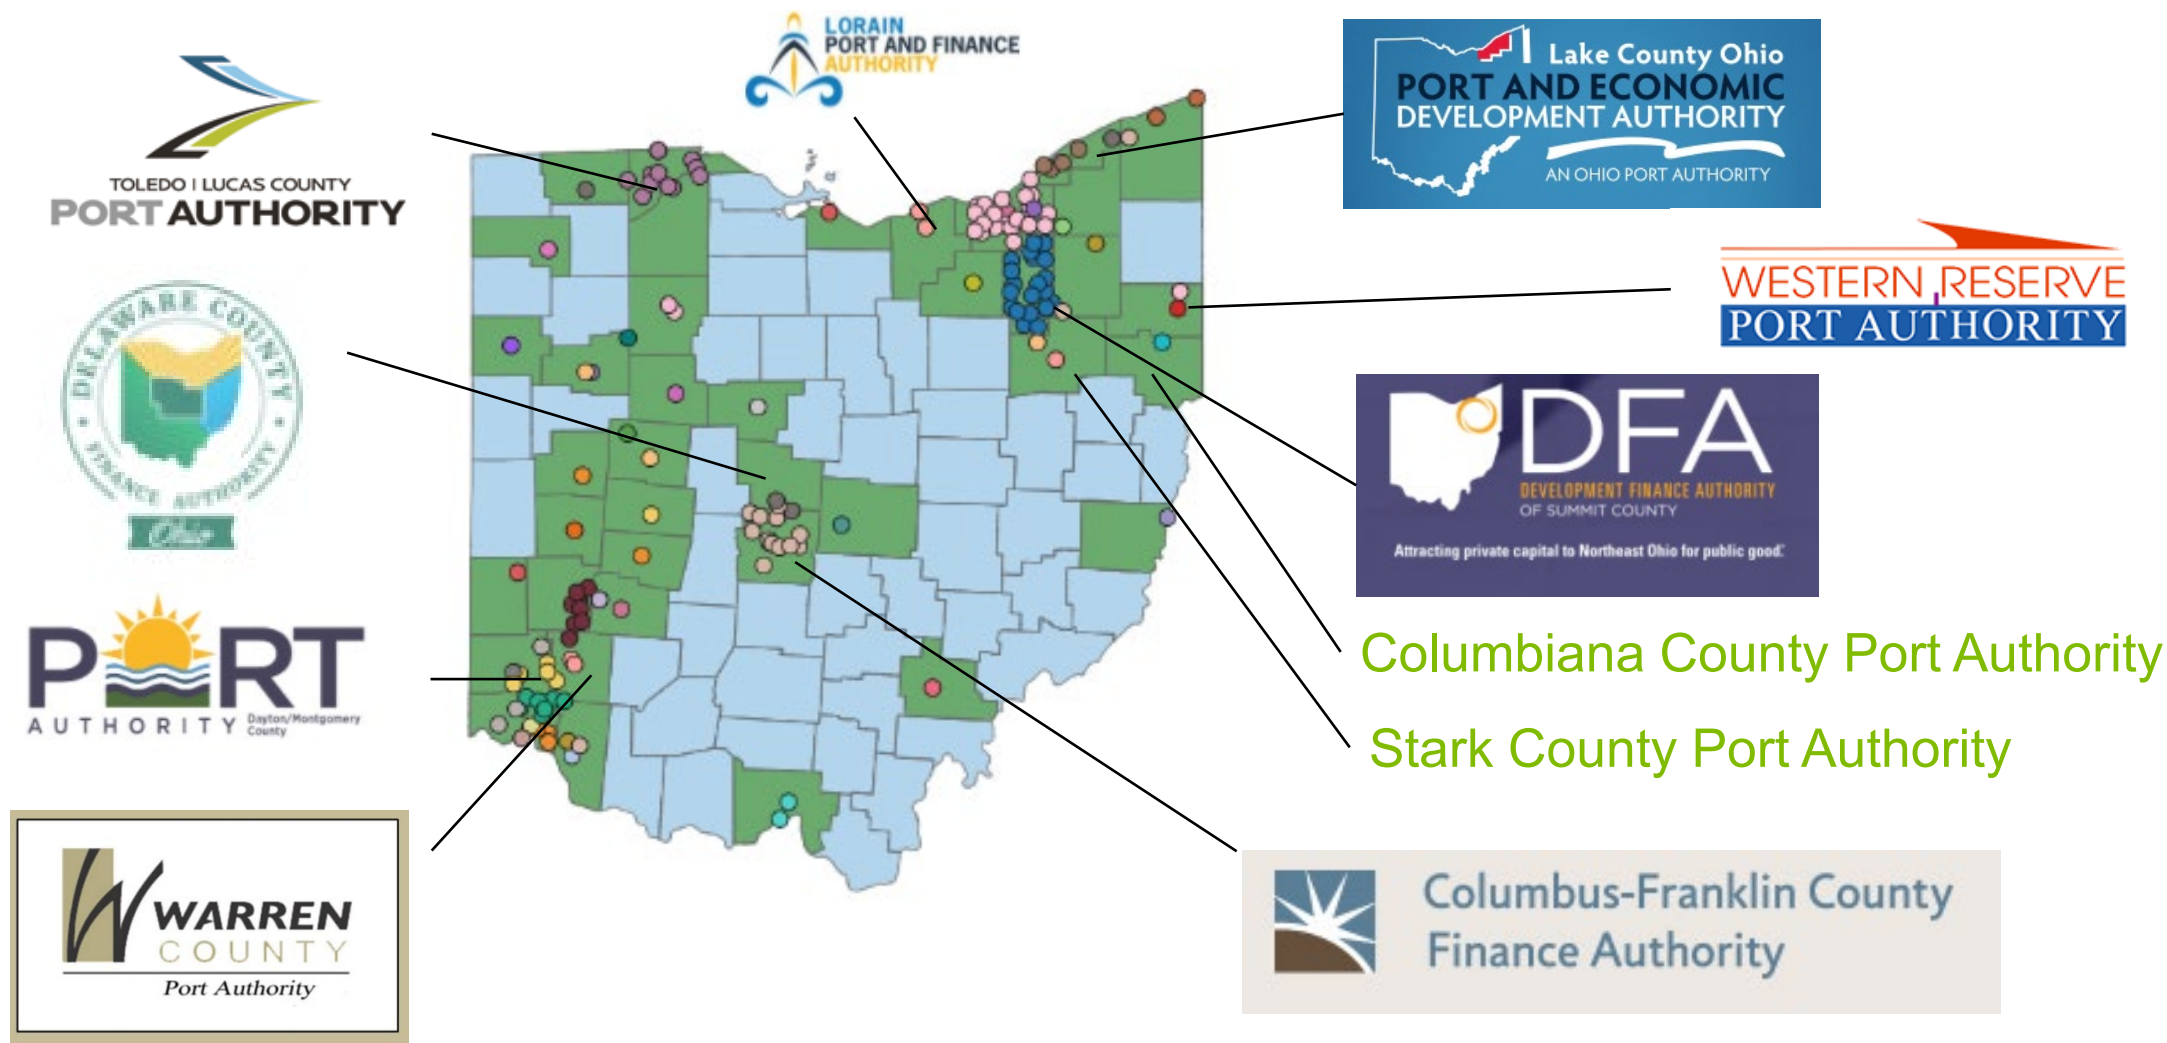 LORAIN
PORT AND FINANCE
AUTHORITY
Lake County Ohio
PORT AND ECONOMIC
DEVELOPMENT AUTHORITY
AN OHIO PORT AUTHORITY
TOLEDO | LUCAS COUNTY
PORT AUTHORITY
WESTERN RESERVE
PORT AUTHORITY
DELAWARE COUNTY
FINANCE AUTHORITY
Ohio
DFA
DEVELOPMENT FINANCE AUTHORITY
OF SUMMIT COUNTY
Attracting private capital to Northeast Ohio for public good.
PORT
AUTHORITY
Dayton/Montgomery
County
Columbiana County Port Authority
Stark County Port Authority
WARREN
COUNTY
Port Authority
Columbus-Franklin County
Finance Authority